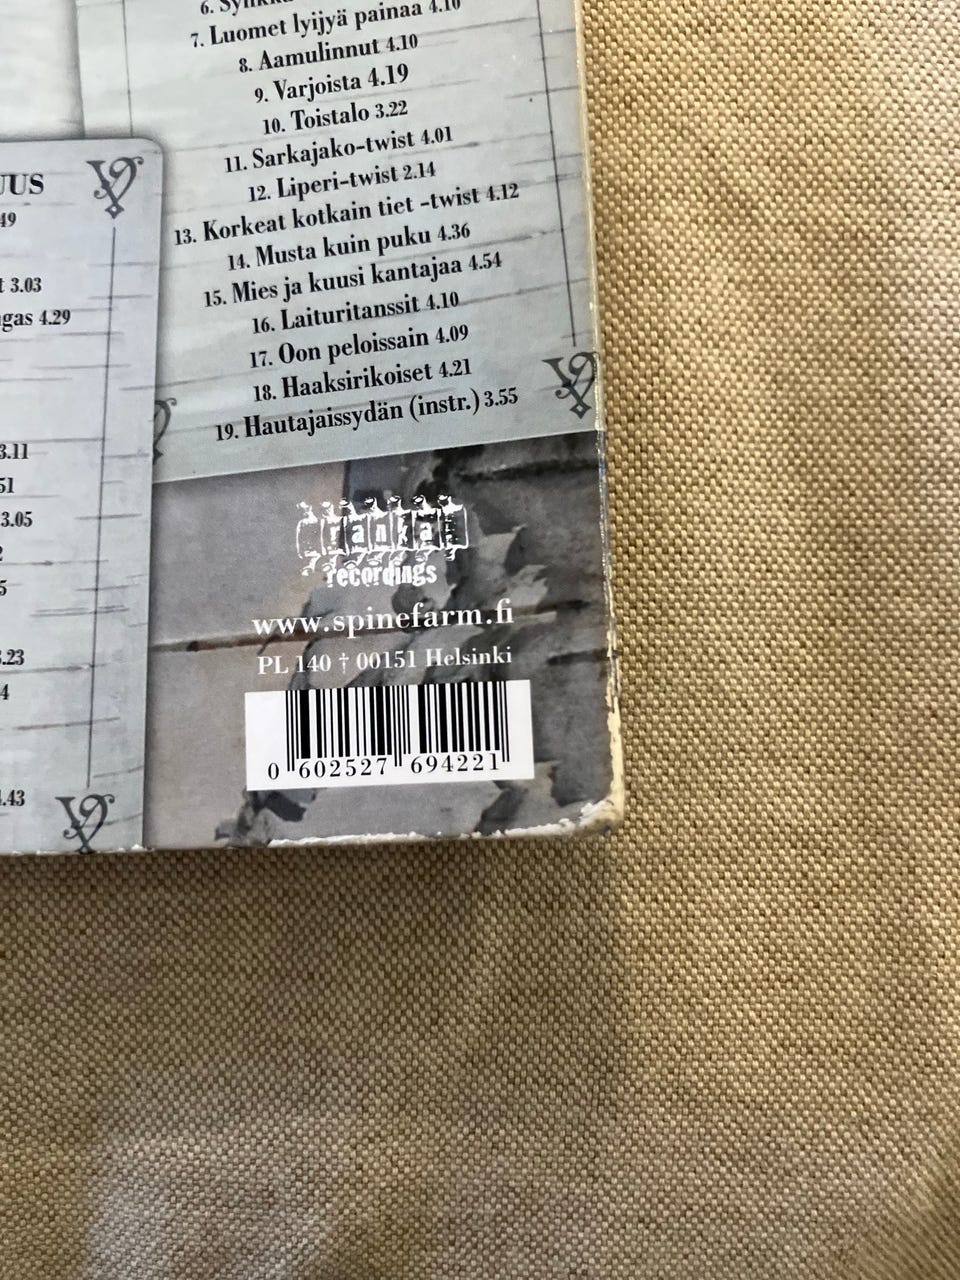 7. Luomet lyijyä painaa 4.10
8. Aamulinnut 4.10
9. Varjoista 4.19
10. Toistalo 3.22
11. Sarkajako-twist 4.01
12. Liperi-twist 2.14
13. Korkeat kotkain tiet -twist 4.12
14. Musta kuin puku 4.36
15. Mies ja kuusi kantajaa 4.54
16. Laituritanssit 4.10
17. Oon peloissain 4.09
18. Haaksirikoiset 4.21
19. Hautajaissydän (instr.) 3.55
3.03
4.29
3.11
3.05
ranka
recordings
www.spinefarm.fi
PL 140 † 00151 Helsinki
0 602527 694221